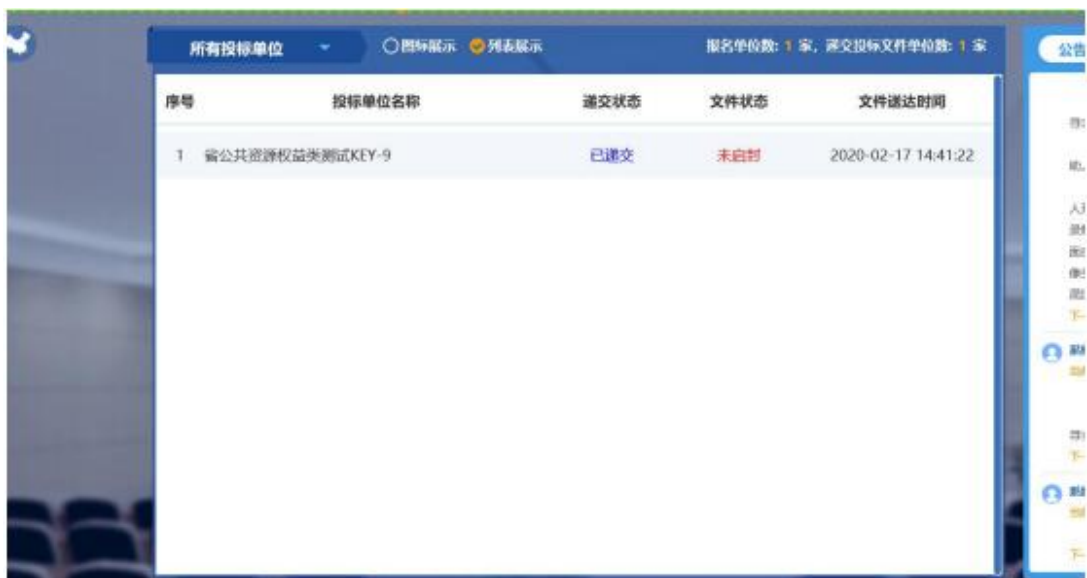 所有投标单位 图标展示 列表展示 报名单位数: 1 家, 递交投标文件单位数: 1 家
公告
序号 投标单位名称 递交状态 文件状态 文件送达时间
1 省公共资源权益类测试KEY-9 已递交 未启封 2020-02-17 14:41:22